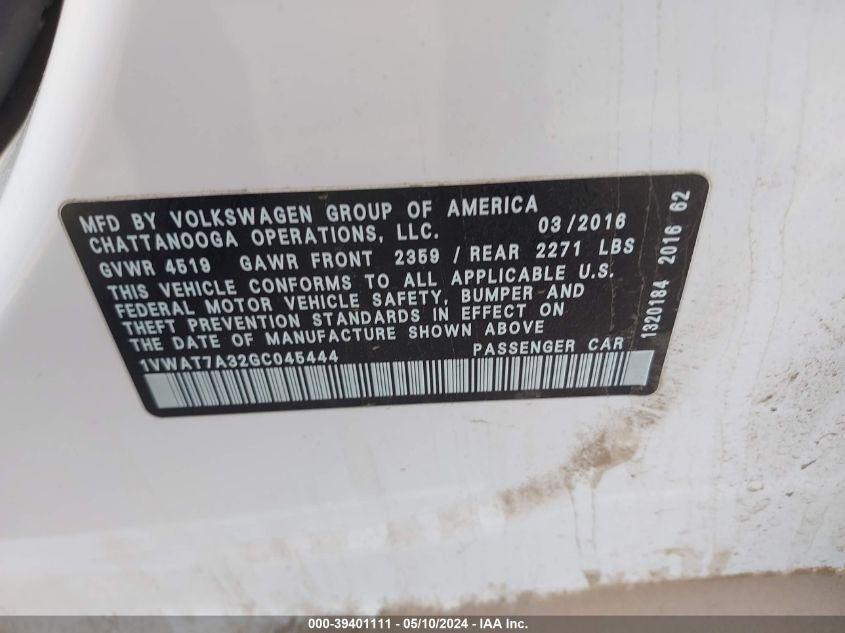 MFD BY VOLKSWAGEN GROUP OF AMERICA
CHATTANOOGA OPERATIONS, LLC. 03/2016
GVWR 4519 GAWR FRONT 2359 / REAR 2271 LBS
THIS VEHICLE CONFORMS TO ALL APPLICABLE U.S.
FEDERAL MOTOR VEHICLE SAFETY, BUMPER AND
THEFT PREVENTION STANDARDS IN EFFECT ON
THE DATE OF MANUFACTURE SHOWN ABOVE
1VWAT7A32GC045444 PASSENGER CAR
1320184 2016 62
000-39401111 - 05/10/2024 - IAA Inc.